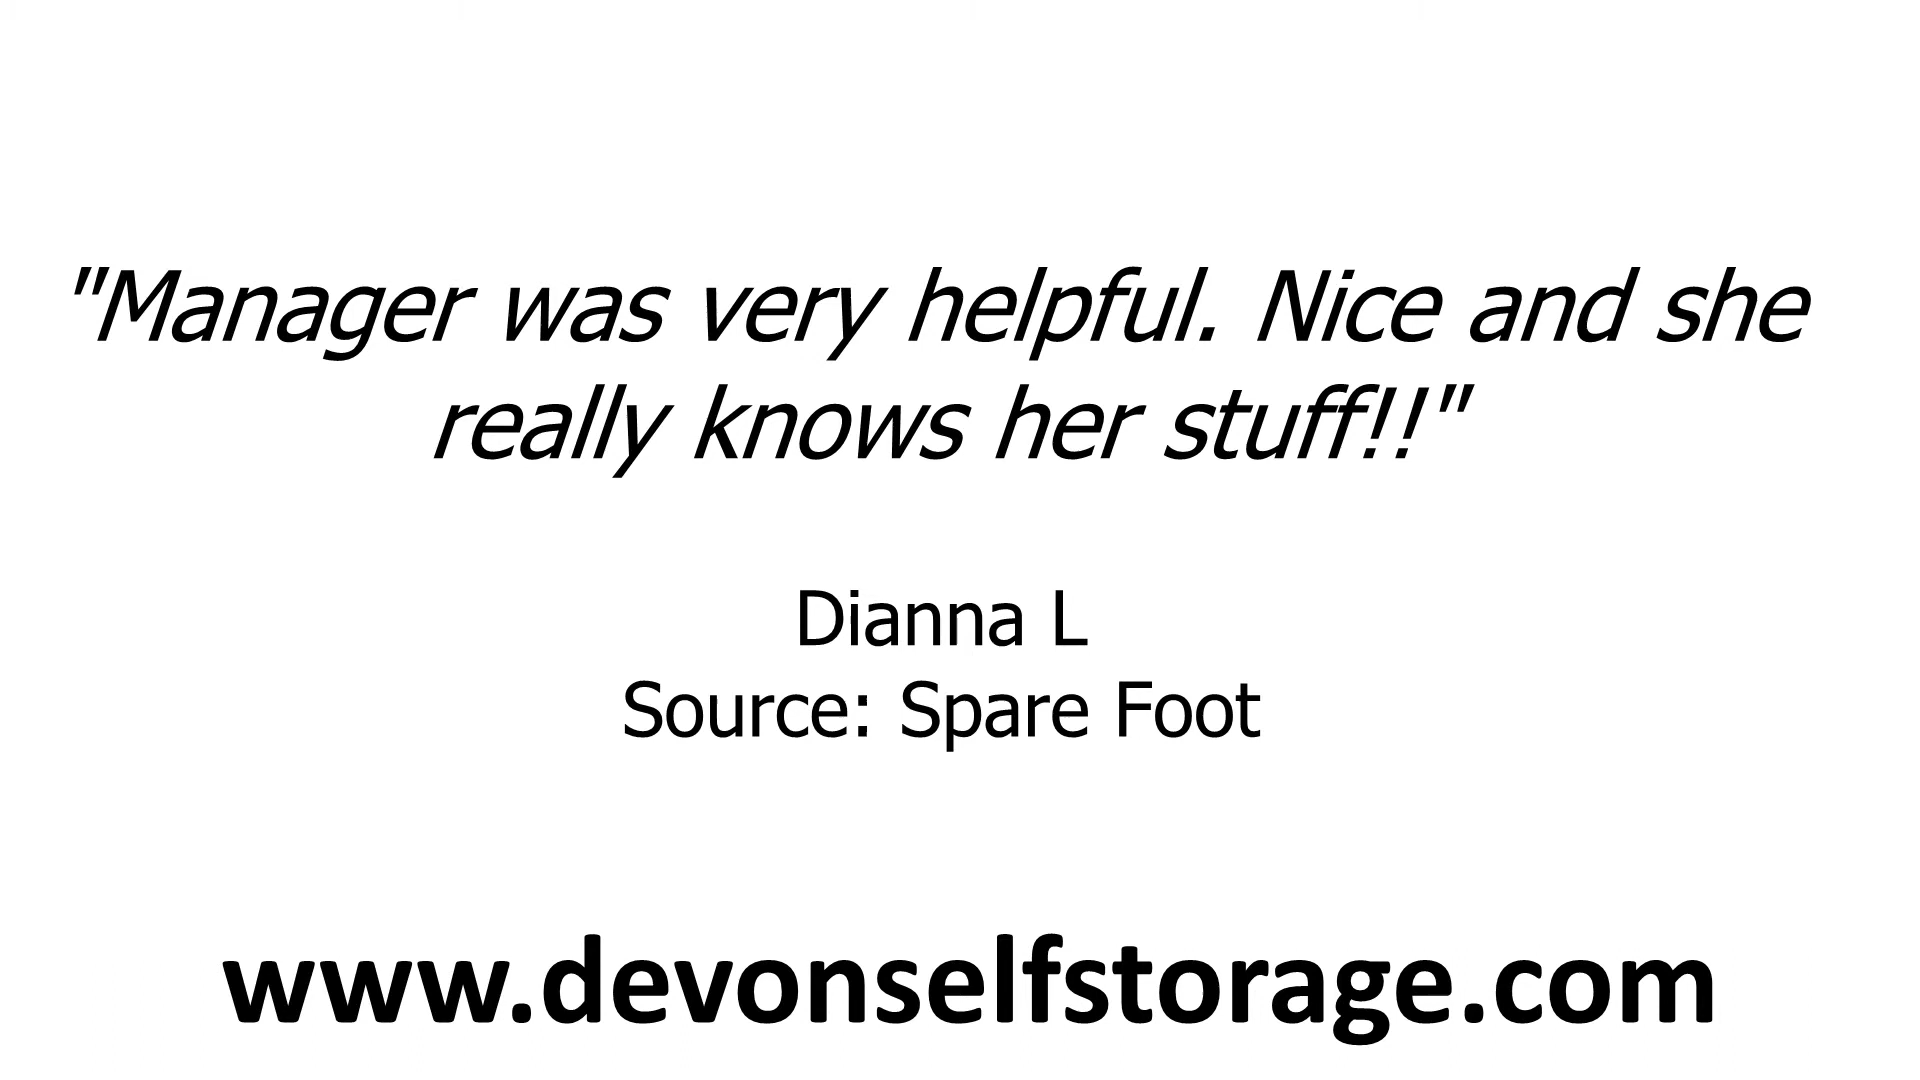 "Manager was very helpful. Nice and she
really knows her stuff!!"
Dianna L
Source: Spare Foot
www.devonselfstorage.com